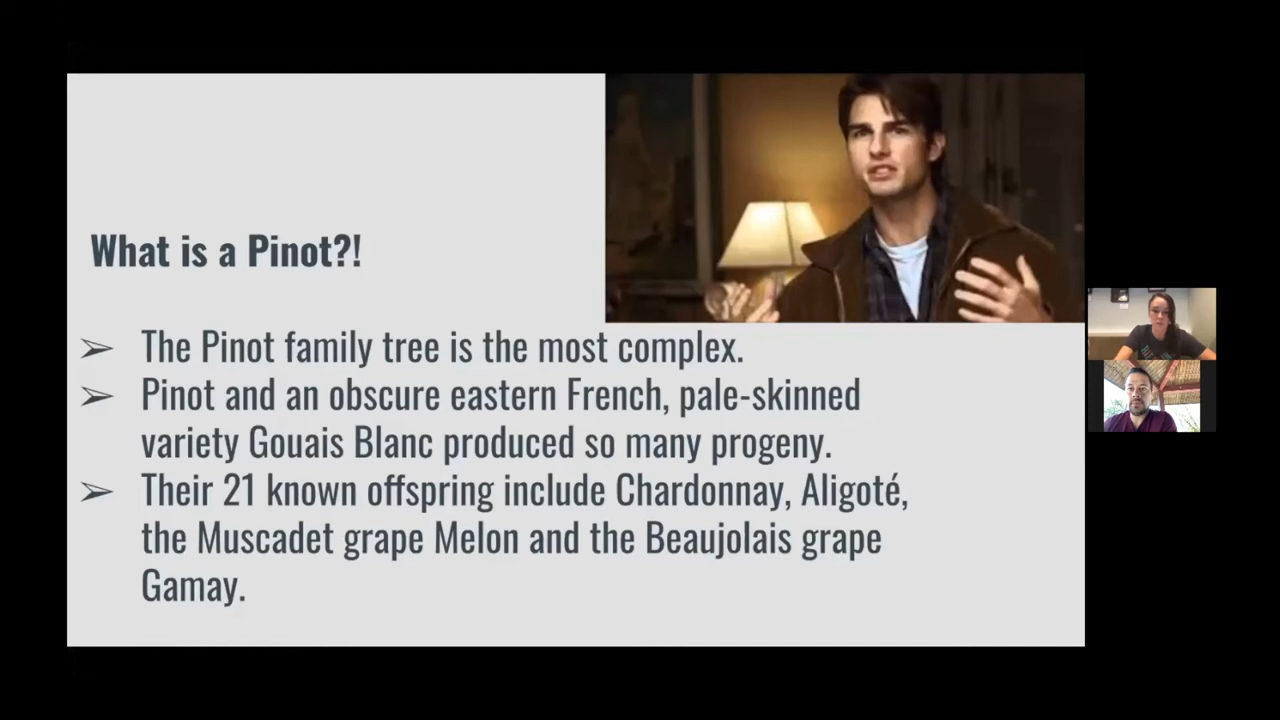 What is a Pinot?!
➢ The Pinot family tree is the most complex.
➢ Pinot and an obscure eastern French, pale-skinned
variety Gouais Blanc produced so many progeny.
➢ Their 21 known offspring include Chardonnay, Aligoté,
the Muscadet grape Melon and the Beaujolais grape
Gamay.